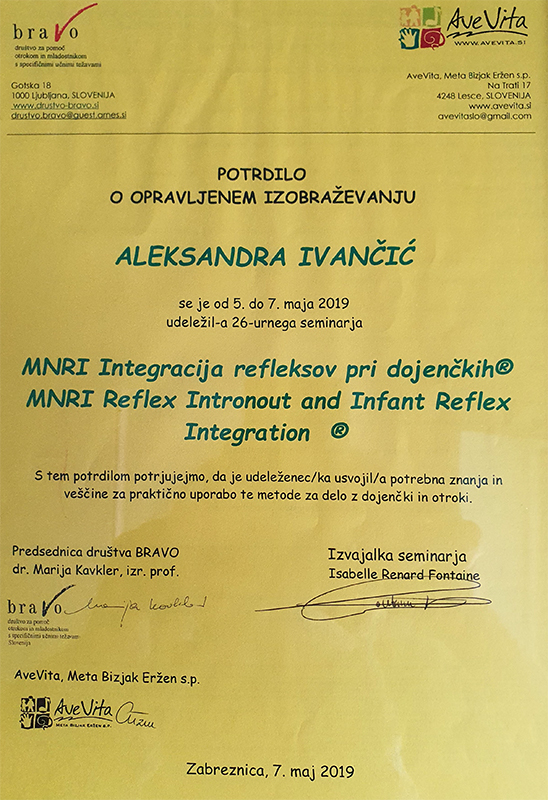 braVo
društvo za pomoč
otrokom in mladostnikom
s specifičnimi učnimi težavami
Gotska 18
1000 Ljubljana, SLOVENIJA
www.drustvo-bravo.si
drustvo.bravo@guest.arnes.si
AveVita
WWW.AVEVITA.SI
AveVita, Meta Bizjak Eržen s.p.
Na Trati 17
4248 Lesce, SLOVENIJA
www.avevita.si
avevitaslo@gmail.com
POTRDILO
O OPRAVLJENEM IZOBRAŽEVANJU
ALEKSANDRA IVANČIĆ
se je od 5. do 7. maja 2019
udeležil-a 26-urnega seminarja
MNRI Integracija refleksov pri dojenčkih®
MNRI Reflex Intronout and Infant Reflex
Integration ®
S tem potrdilom potrjujejmo, da je udeleženec/ka usvojil/a potrebna znanja in
veščine za praktično uporabo te metode za delo z dojenčki in otroki.
Predsednica društva BRAVO
dr. Marija Kavkler, izr. prof.
Izvajalka seminarja
Isabelle Renard Fontaine
braVo
društvo za pomoč
otrokom in mladostnikom
s specifičnimi učnimi težavami
Slovenija
Marija Kavkler
AveVita, Meta Bizjak Eržen s.p.
AveVita
META BIZJAK ERŽEN S.P.
Zabreznica, 7. maj 2019